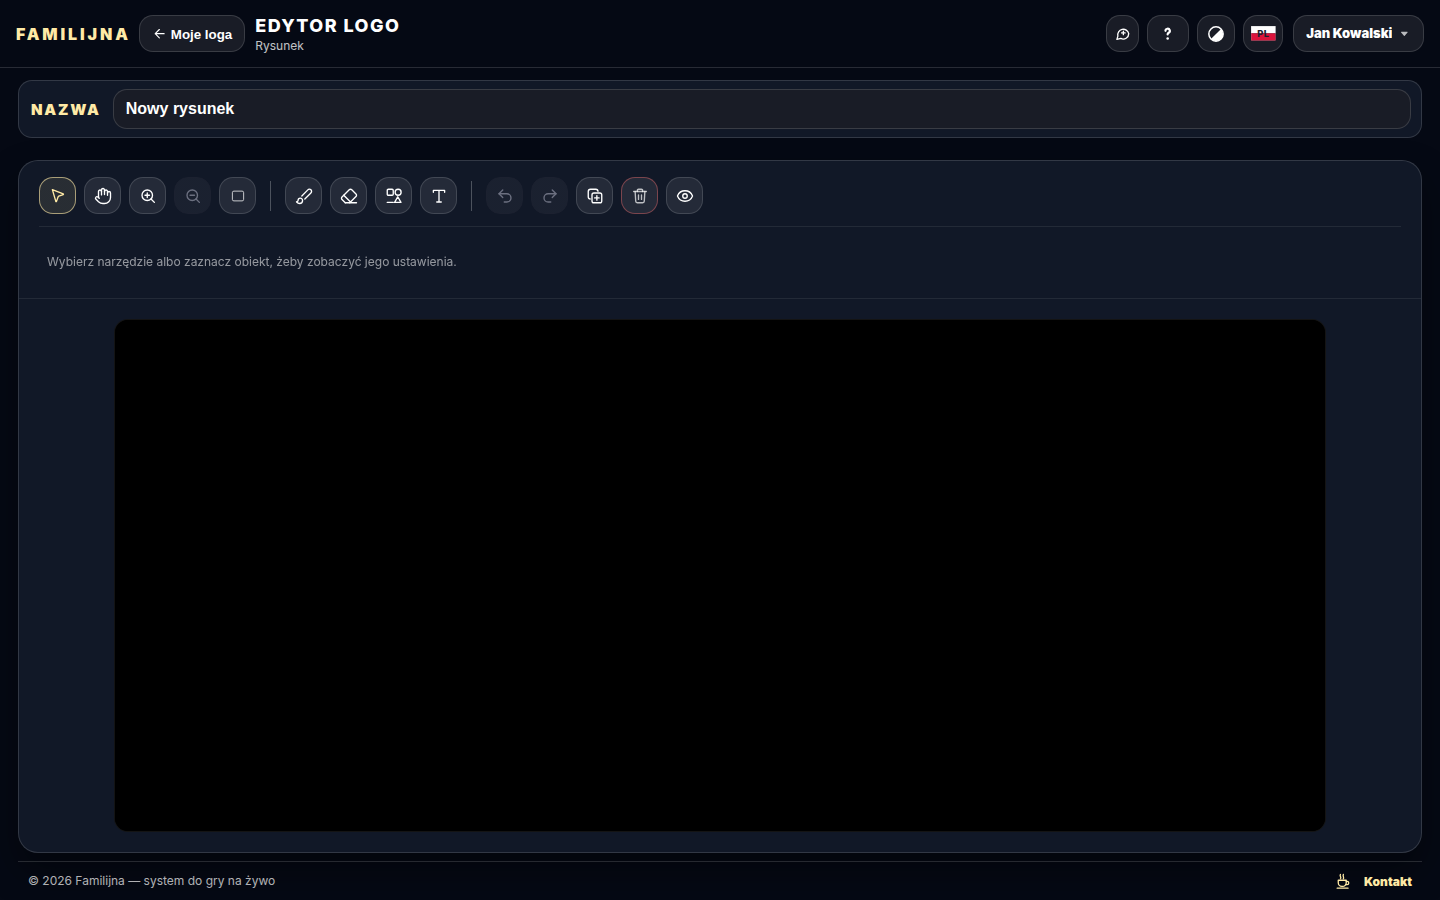 FAMILIJNA
Moje loga
EDYTOR LOGO
Rysunek
?
PL
Jan Kowalski
NAZWA
Nowy rysunek
Wybierz narzędzie albo zaznacz obiekt, żeby zobaczyć jego ustawienia.
© 2026 Familijna — system do gry na żywo
Kontakt